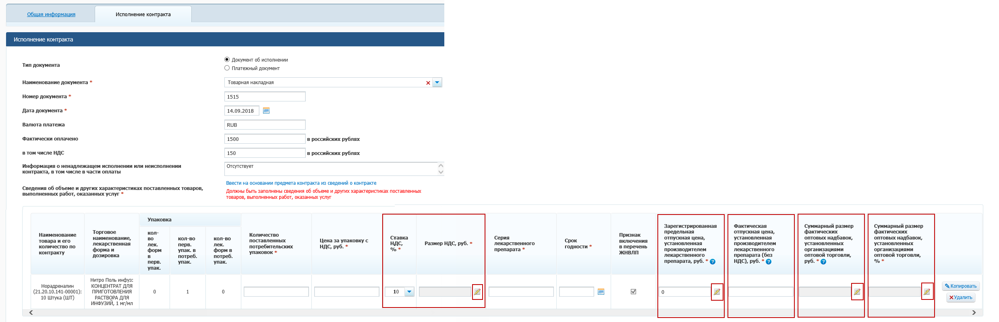 Общая информация
Исполнение контракта
Исполнение контракта
Тип документа
Документ об исполнении
Платежный документ
Наименование документа *
Товарная накладная
Номер документа *
1515
Дата документа *
14.09.2018
Валюта платежа
RUB
Фактически оплачено
1500 в российских рублях
в том числе НДС
150 в российских рублях
Информация о ненадлежащем исполнении или неисполнении
контракта, в том числе в части оплаты
Отсутствует
Сведения об объеме и других характеристиках поставленных товаров,
выполненных работ, оказанных услуг *
Ввести на основании предмета контракта из сведений о контракте
Должны быть заполнены сведения об объеме и других характеристиках поставленных
товаров, выполненных работ, оказанных услуг
Наименование
товара и его
количество по
контракту
Торговое
наименование,
лекарственная
форма и
дозировка
Упаковка
кол-
во
лек.
форм
в
перв.
упак.
кол-во
перв.
упак. в
потреб.
упак.
кол-во
лек.
форм в
потреб.
упак.
Количество
поставленных
потребительских
упаковок *
Цена за упаковку с
НДС, руб. *
Ставка
НДС,
% *
Размер НДС, руб. *
Серия
лекарственного
препарата *
Срок
годности *
Признак
включения
в перечень
ЖНВЛП
Зарегистрированная
предельная
отпускная цена,
установленная
производителем
лекарственного
препарата, руб. * ?
Фактическая
отпускная цена,
установленная
производителем
лекарственного
препарата (без
НДС), руб. * ?
Суммарный размер
фактических
оптовых надбавок,
установленных
организациями
оптовой торговли,
руб. * ?
Суммарный размер
фактических
оптовых надбавок,
установленных
организациями
оптовой торговли,
% *
Норадреналин
(21.20.10.141-00001):
10 Штука (ШТ)
Нитро Поль инфуз:
КОНЦЕНТРАТ ДЛЯ
ПРИГОТОВЛЕНИЯ
РАСТВОРА ДЛЯ
ИНФУЗИЙ, 1 мг/мл
0
1
0
10
0
Копировать
Удалить